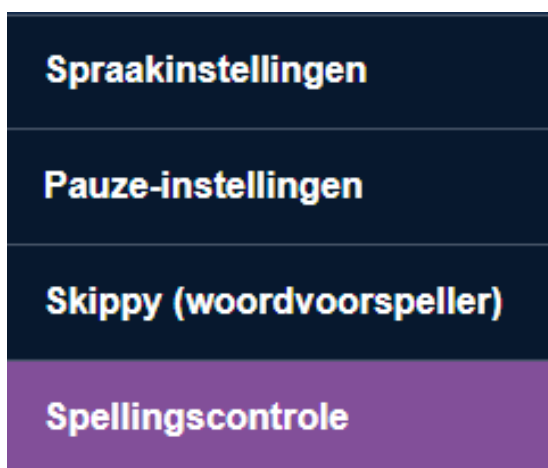 Spraakinstellingen
Pauze-instellingen
Skippy (woordvoorspeller)
Spellingscontrole